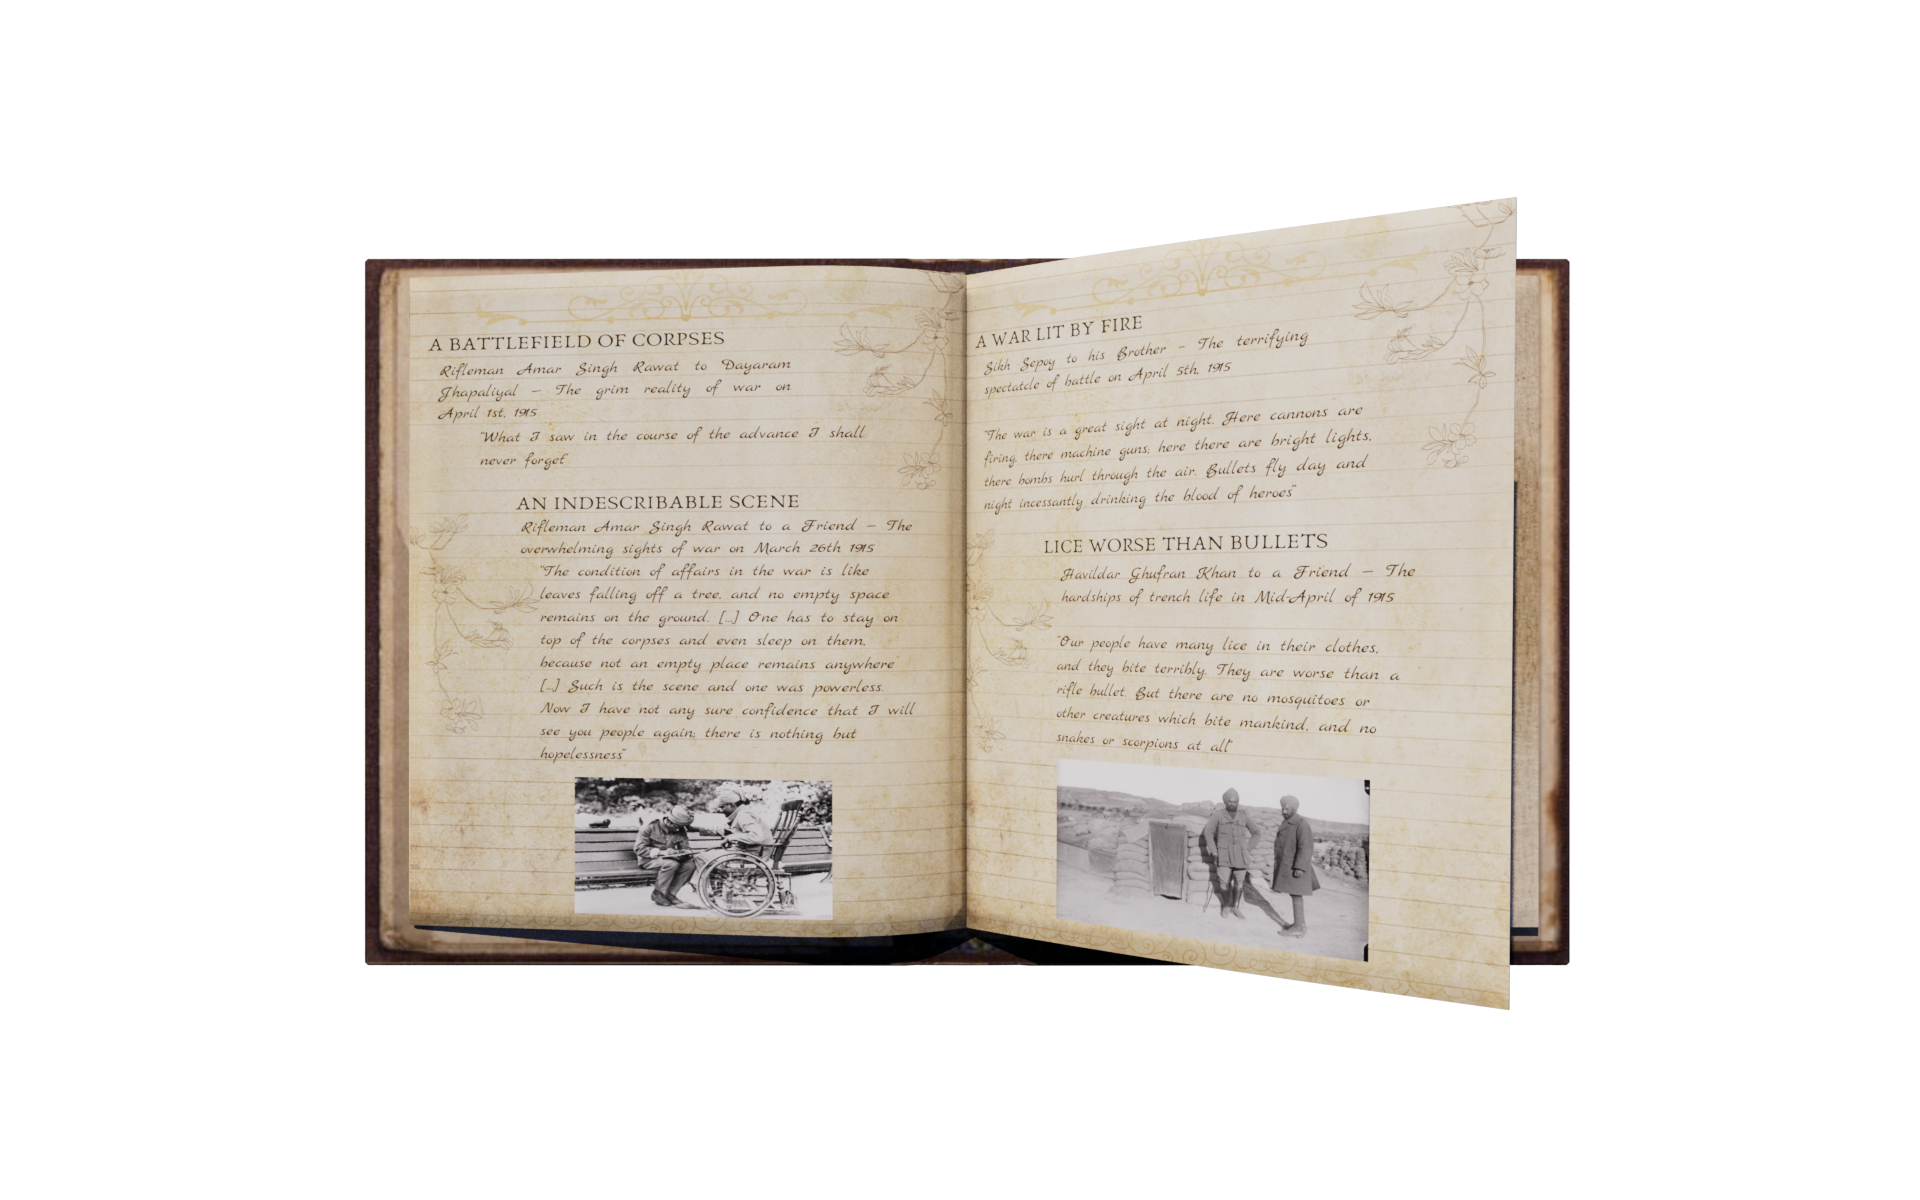 A BATTLEFIELD OF CORPSES
Rifleman Amar Singh Rawat to Dayaram
Jhapaliyal – The grim reality of war on
April 1st, 1915
"What I saw in the course of the advance I shall
never forget"
AN INDESCRIBABLE SCENE
Rifleman Amar Singh Rawat to a Friend – The
overwhelming sights of war on March 26th 1915
"The condition of affairs in the war is like
leaves falling off a tree, and no empty space
remains on the ground. [...] One has to stay on
top of the corpses and even sleep on them,
because not an empty place remains anywhere
[...] Such is the scene and one was powerless.
Now I have not any sure confidence that I will
see you people again; there is nothing but
hopelessness"
A WAR LIT BY FIRE
Sikh Sepoy to his Brother – The terrifying
spectatcle of battle on April 5th, 1915
"The war is a great sight at night. Here cannons are
firing, there machine guns; here there are bright lights,
there bombs hurl through the air. Bullets fly day and
night incessantly drinking the blood of heroes"
LICE WORSE THAN BULLETS
Havildar Ghufran Khan to a Friend – The
hardships of trench life in Mid-April of 1915
"Our people have many lice in their clothes,
and they bite terribly. They are worse than a
rifle bullet. But there are no mosquitoes or
other creatures which bite mankind, and no
snakes or scorpions at all"